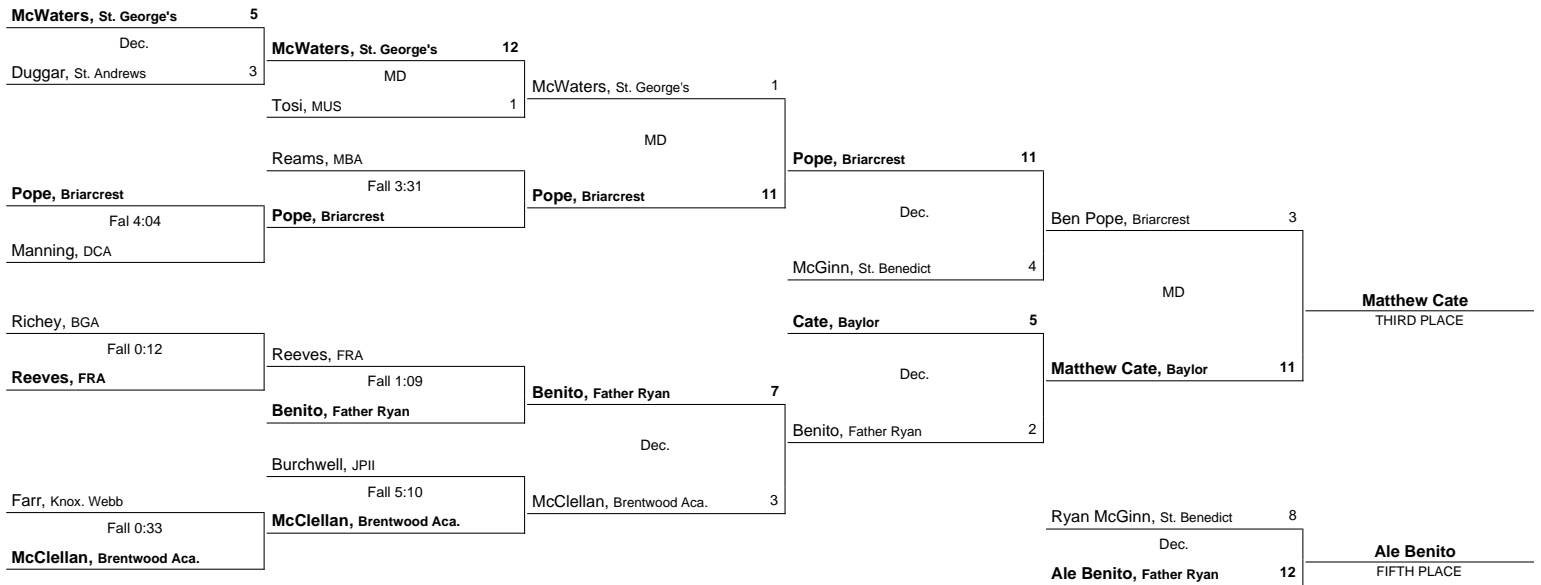 McWaters, St. George's 5
Dec.
Duggar, St. Andrews 3
McWaters, St. George's 12
MD
Tosi, MUS 1
McWaters, St. George's 1
MD
Pope, Briarcrest 11
Reams, MBA
Fall 3:31
Pope, Briarcrest
Pope, Briarcrest
Fal 4:04
Manning, DCA
Pope, Briarcrest 11
Dec.
McGinn, St. Benedict 4
Ben Pope, Briarcrest 3
MD
Matthew Cate, Baylor 11
Matthew Cate
THIRD PLACE
Richey, BGA
Fall 0:12
Reeves, FRA
Reeves, FRA
Fall 1:09
Benito, Father Ryan
Benito, Father Ryan 7
Dec.
McClellan, Brentwood Aca. 3
Cate, Baylor 5
Dec.
Benito, Father Ryan 2
Burchwell, JPII
Fall 5:10
McClellan, Brentwood Aca.
Farr, Knox. Webb
Fall 0:33
McClellan, Brentwood Aca.
Ryan McGinn, St. Benedict 8
Dec.
Ale Benito, Father Ryan 12
Ale Benito
FIFTH PLACE